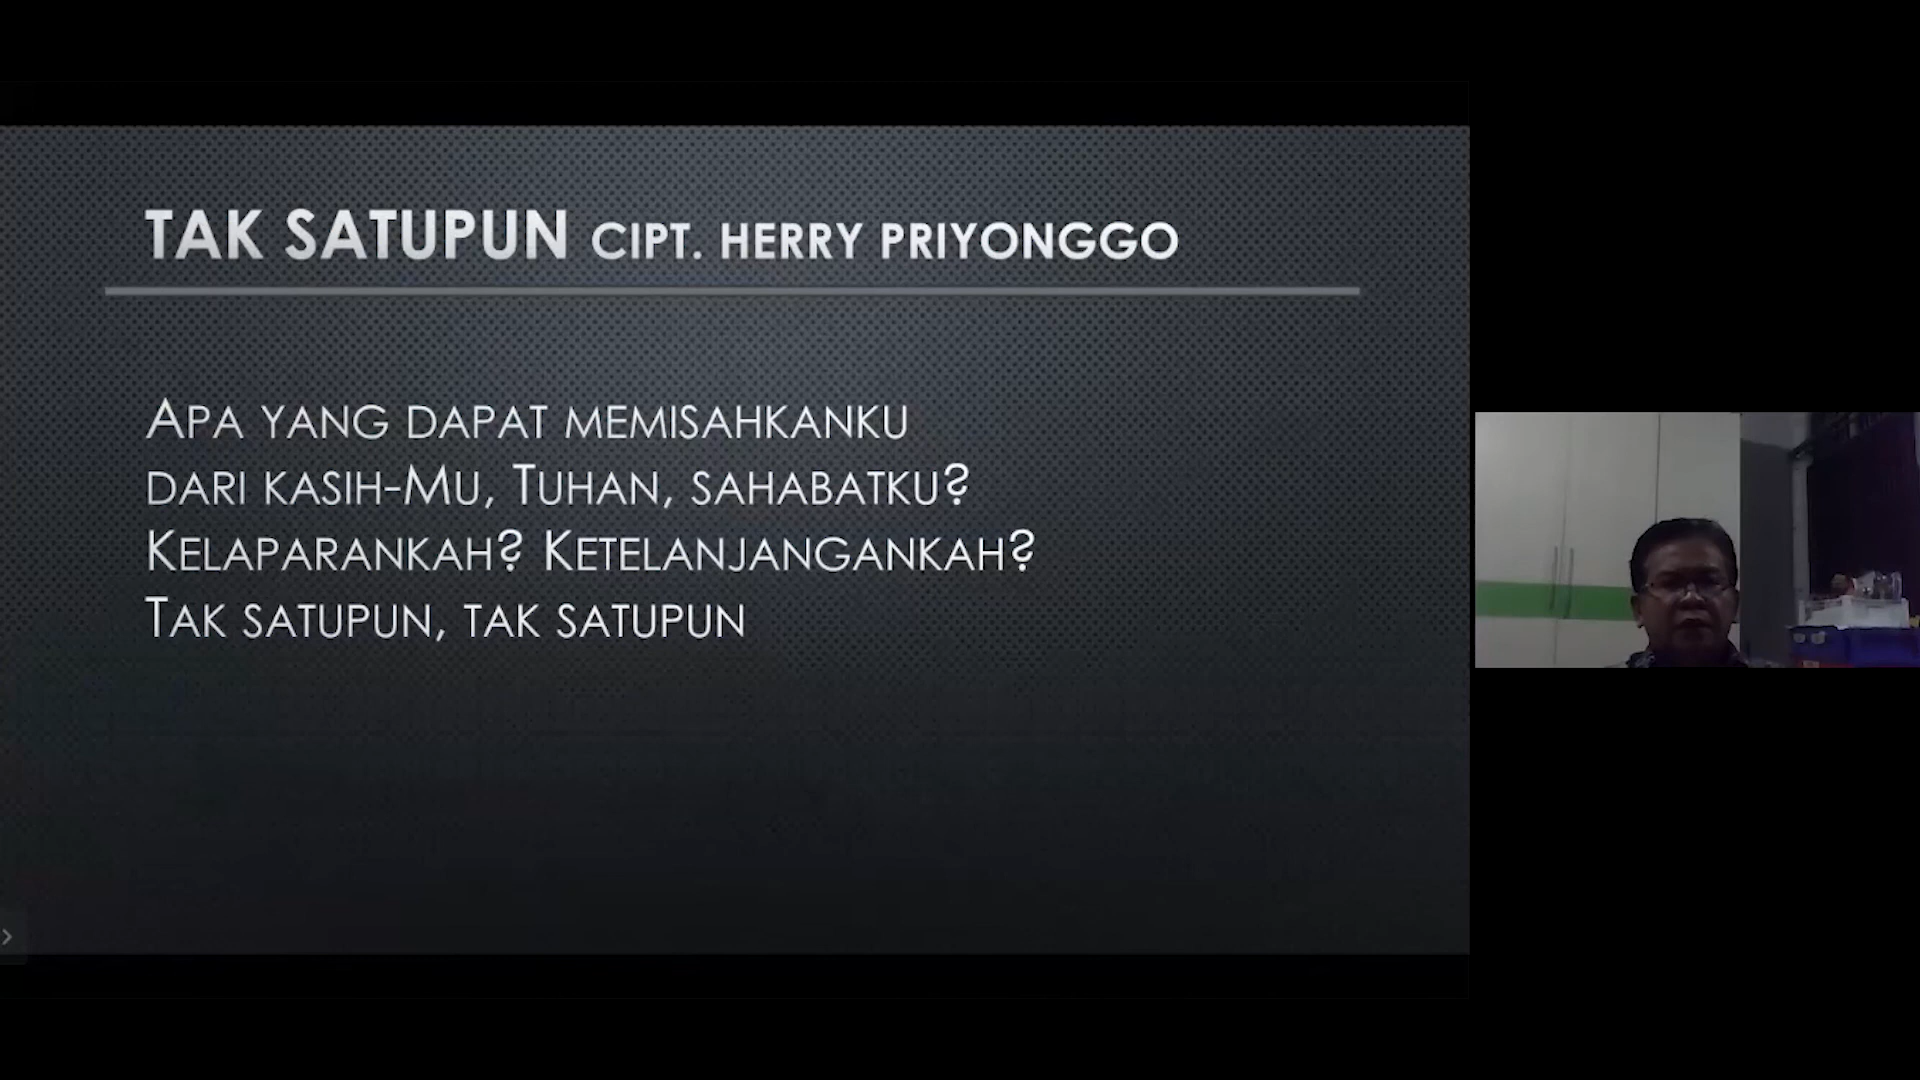 TAK SATUPUN CIPT. HERRY PRIYONGGO
APA YANG DAPAT MEMISAHKANKU
DARI KASIH-MU, TUHAN, SAHABATKU?
KELAPARANKAH? KETELANJANGANKAH?
TAK SATUPUN, TAK SATUPUN